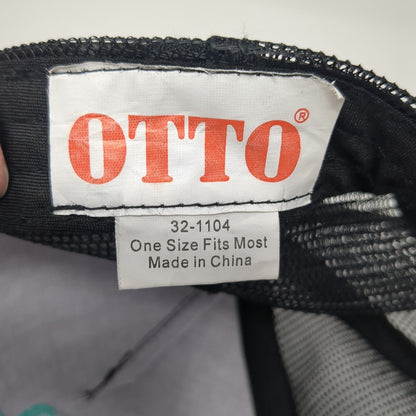 OTTO®
32-1104
One Size Fits Most
Made in China